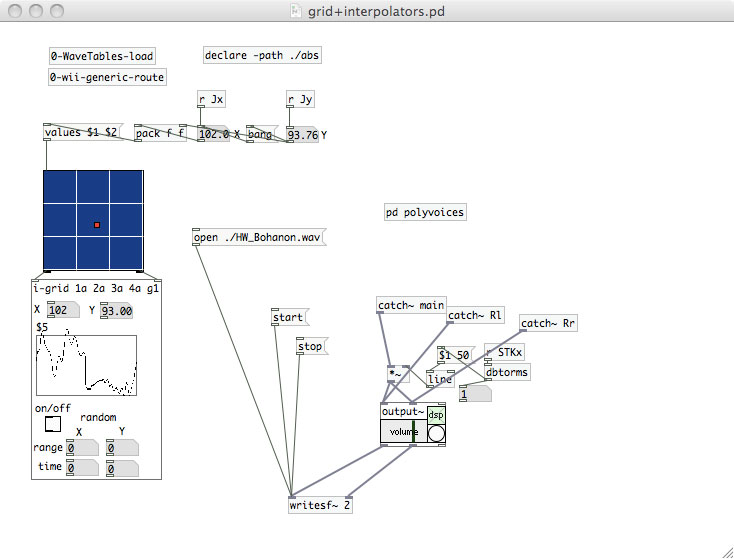 grid+interpolators.pd
0-WaveTables-load
declare -path ./abs
0-wii-generic-route
r Jx
r Jy
values $1 $2
pack f f
102.0 X
bang
93.76 Y
pd polyvoices
open ./HW_Bohanon.wav
i-grid 1a 2a 3a 4a g1
X 102 Y 93.00
$5
start
stop
catch~ main
catch~ Rl
catch~ Rr
$1 50
r STKx
*~
line
dbtorms
1
output~
dsp
volume
on/off
random
X Y
range 0 0
time 0 0
writesf~ 2